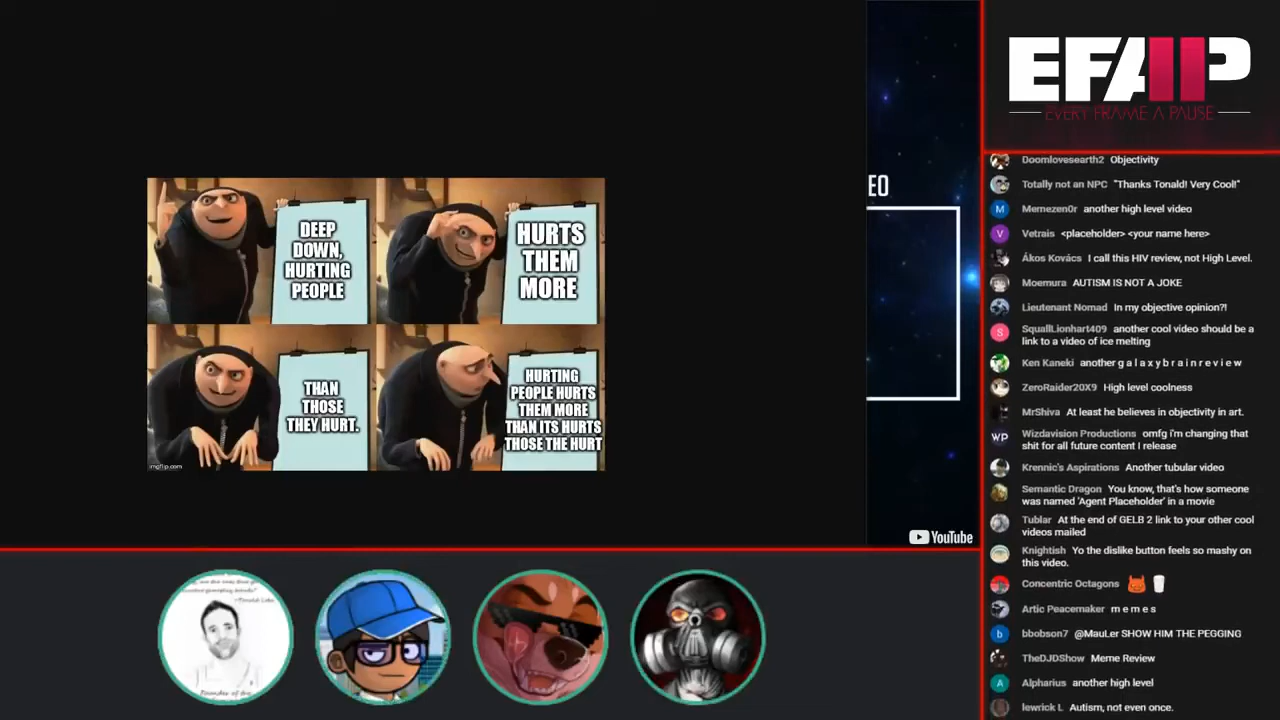 DEEP
DOWN,
HURTING
PEOPLE
HURTS
THEM
MORE
THAN
THOSE
THEY HURT.
HURTING
PEOPLE HURTS
THEM MORE
THAN ITS HURTS
THOSE THE HURT
imgflip.com
EO
YouTube
EFAP
EVERY FRAME A PAUSE
Doomlovesearth2 Objectivity
Totally not an NPC "Thanks Tonald! Very Cool!"
Memezen0r another high level video
Vetrais <placeholder> <your name here>
Ákos Kovács I call this HIV review, not High Level.
Moemura AUTISM IS NOT A JOKE
Lieutenant Nomad In my objective opinion?!
SquallLionhart409 another cool video should be a
link to a video of ice melting
Ken Kaneki another g a l a x y b r a i n r e v i e w
ZeroRaider20X9 High level coolness
MrShiva At least he believes in objectivity in art.
Wizdavision Productions omfg i'm changing that
shit for all future content I release
Krennic's Aspirations Another tubular video
Semantic Dragon You know, that's how someone
was named 'Agent Placeholder' in a movie
Tublar At the end of GELB 2 link to your other cool
videos mailed
Knightish Yo the dislike button feels so mashy on
this video.
Concentric Octagons
Artic Peacemaker m e m e s
bbobson7 @MauLer SHOW HIM THE PEGGING
TheDJDShow Meme Review
Alpharius another high level
lewrick L Autism, not even once.